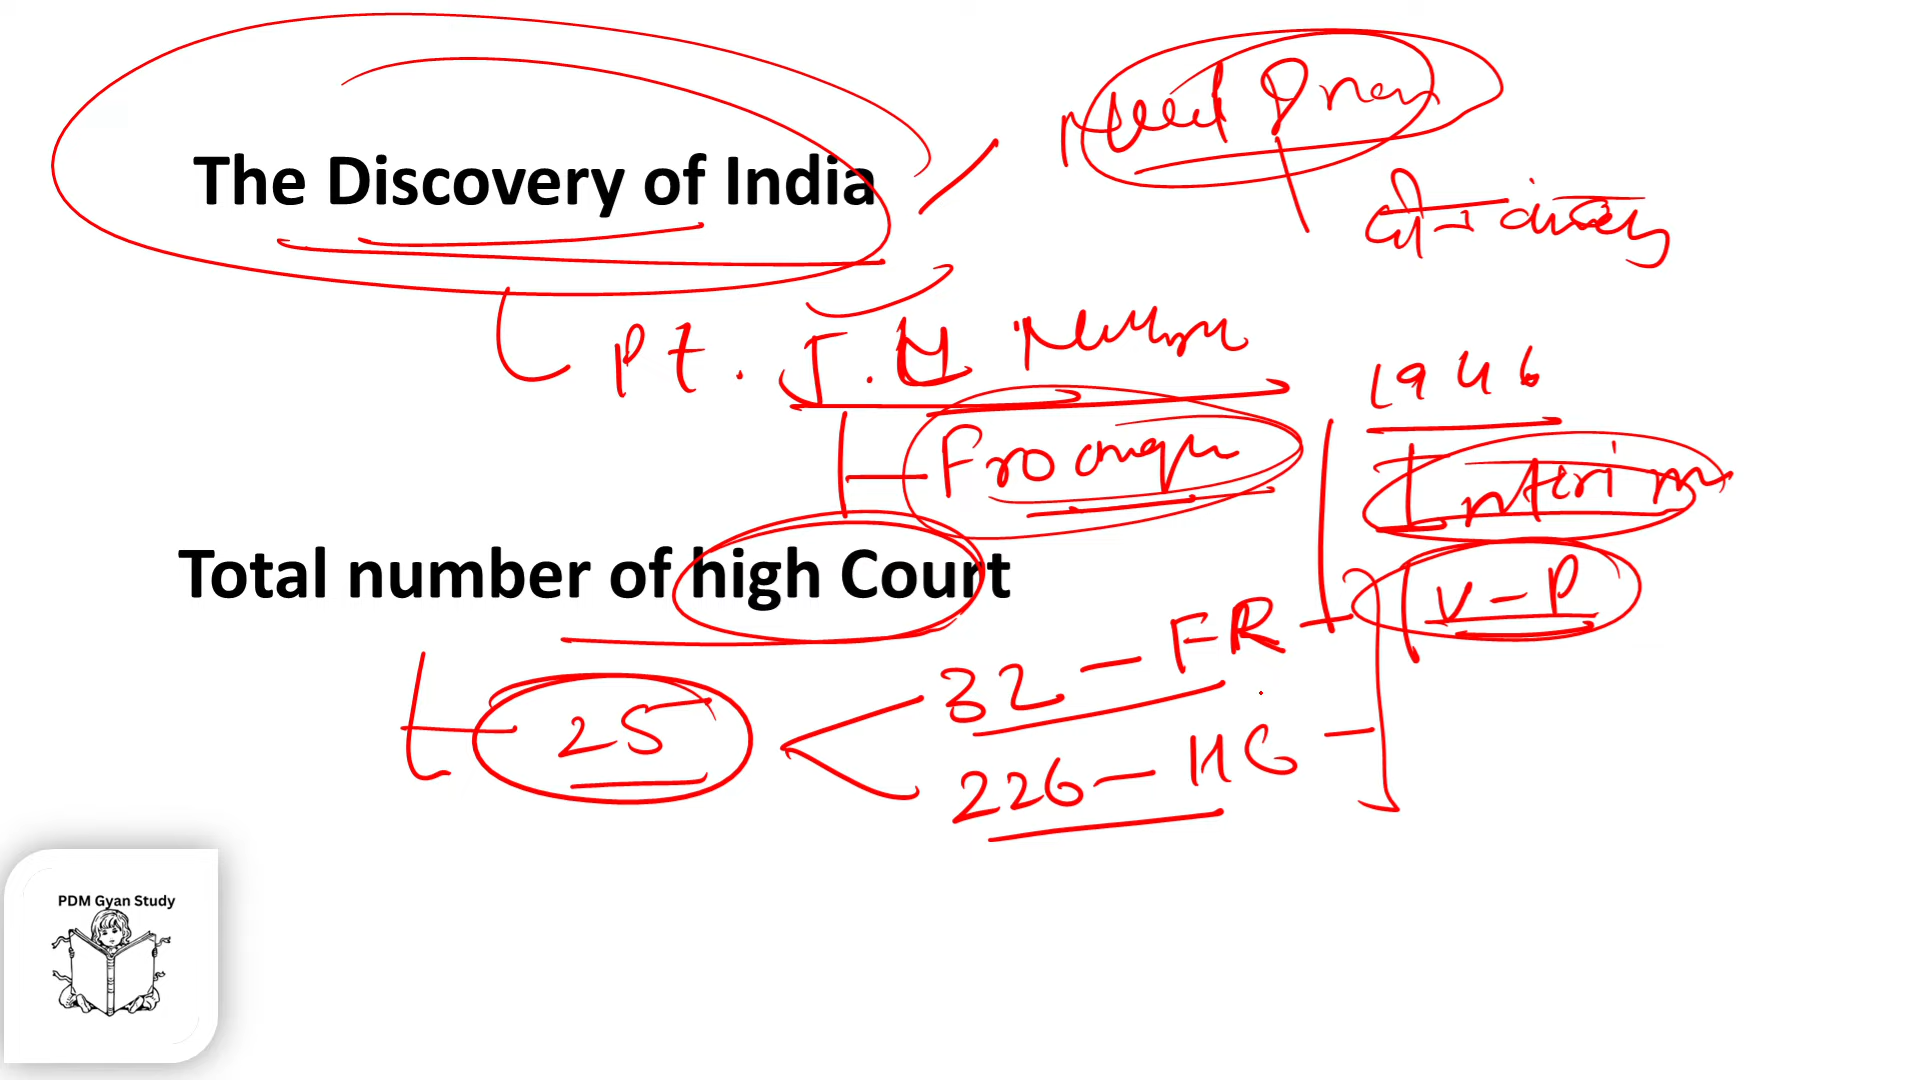 The Discovery of India
Need
Pt. J.
1946
Interim
V-P
Total number of high Court
25
32 - FR
226 - HC
PDM Gyan Study